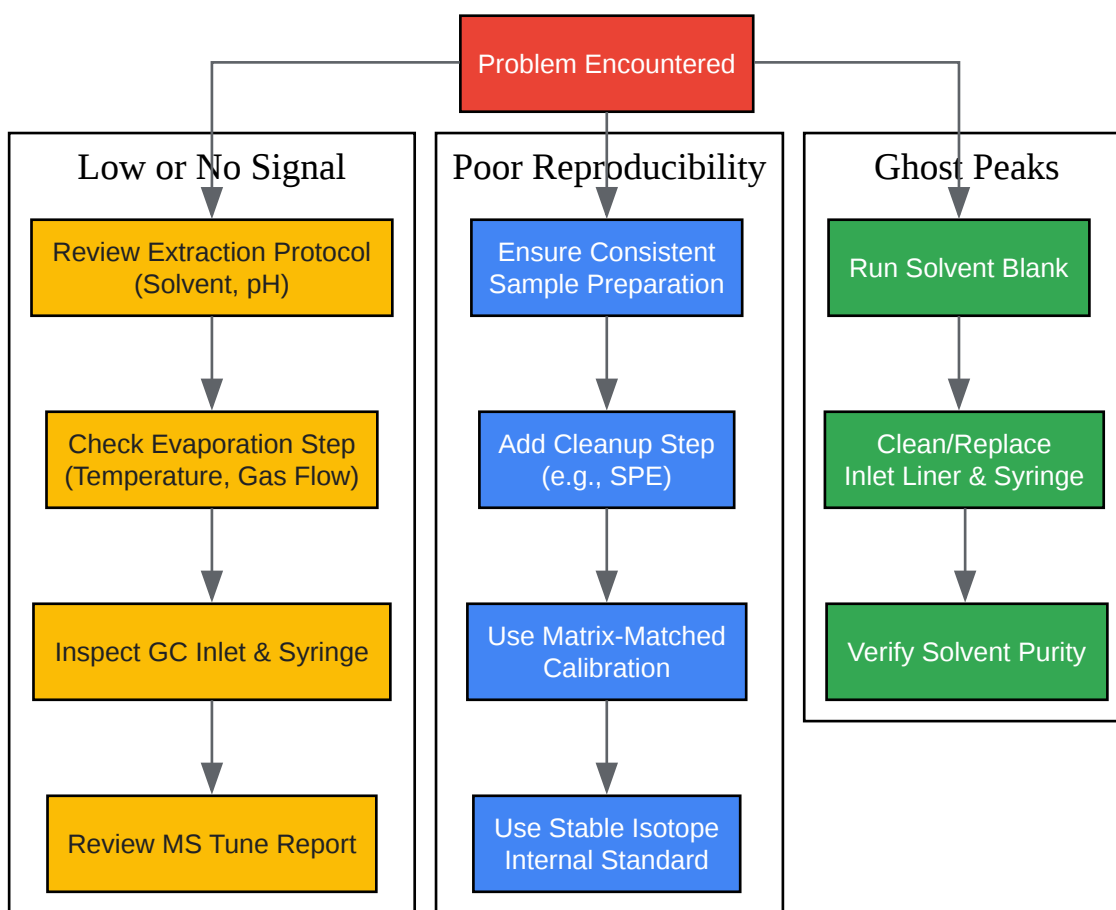 Problem Encountered
Low or No Signal
Review Extraction Protocol
(Solvent, pH)
Check Evaporation Step
(Temperature, Gas Flow)
Inspect GC Inlet & Syringe
Review MS Tune Report
Poor Reproducibility
Ensure Consistent
Sample Preparation
Add Cleanup Step
(e.g., SPE)
Use Matrix-Matched
Calibration
Use Stable Isotope
Internal Standard
Ghost Peaks
Run Solvent Blank
Clean/Replace
Inlet Liner & Syringe
Verify Solvent Purity